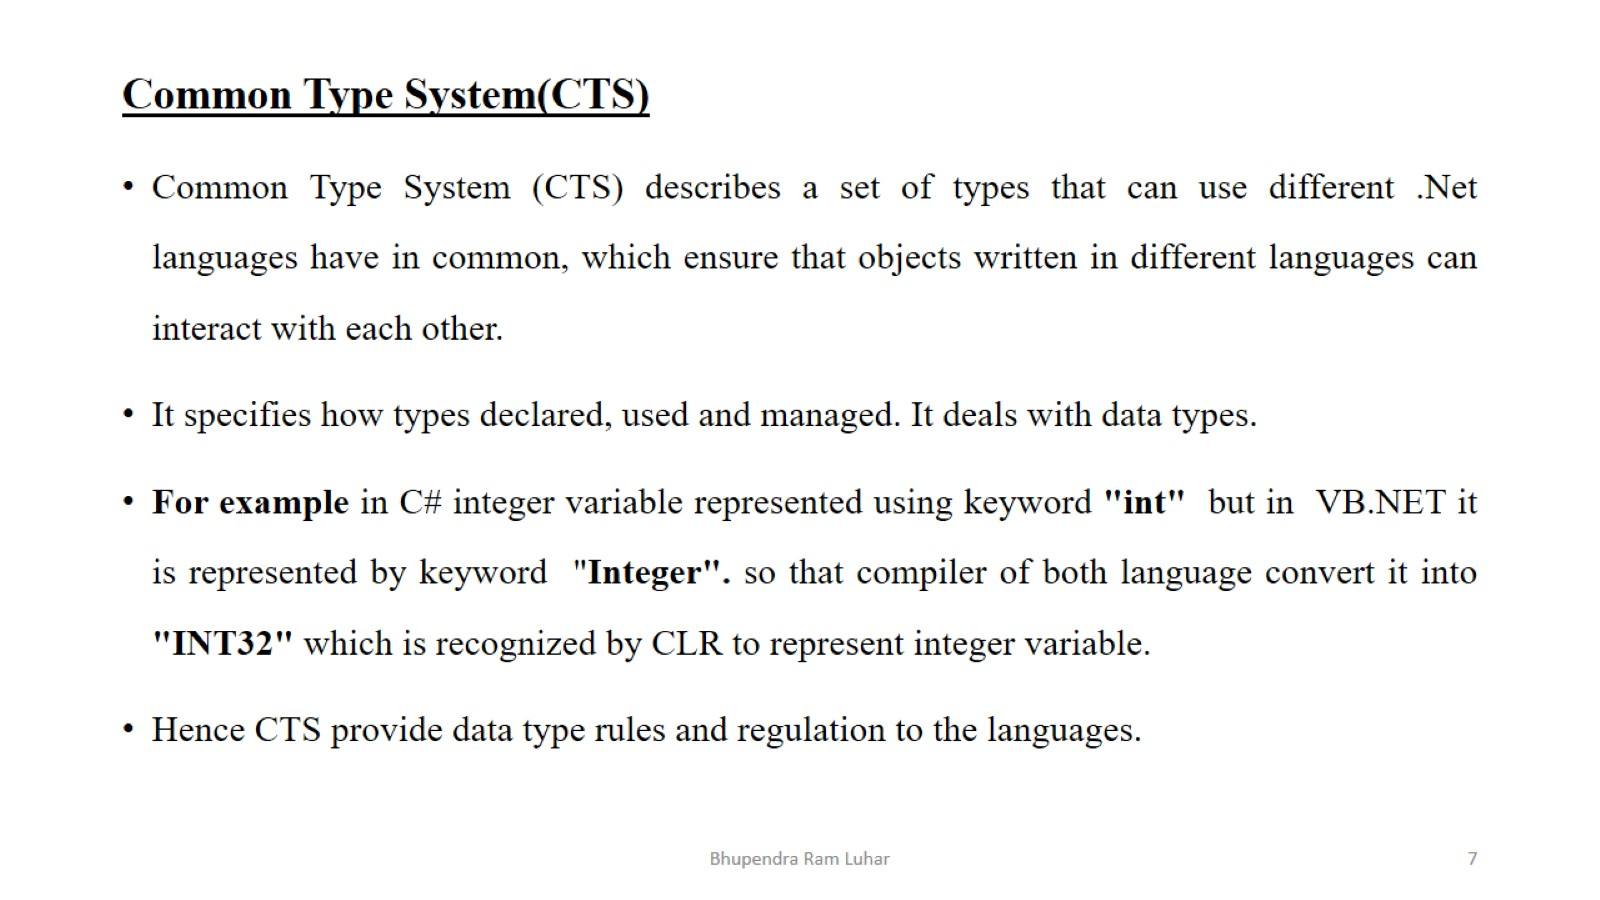 Common Type System(CTS)
• Common Type System (CTS) describes a set of types that can use different .Net
languages have in common, which ensure that objects written in different languages can
interact with each other.
• It specifies how types declared, used and managed. It deals with data types.
• For example in C# integer variable represented using keyword "int" but in VB.NET it
is represented by keyword "Integer". so that compiler of both language convert it into
"INT32" which is recognized by CLR to represent integer variable.
• Hence CTS provide data type rules and regulation to the languages.
Bhupendra Ram Luhar
7